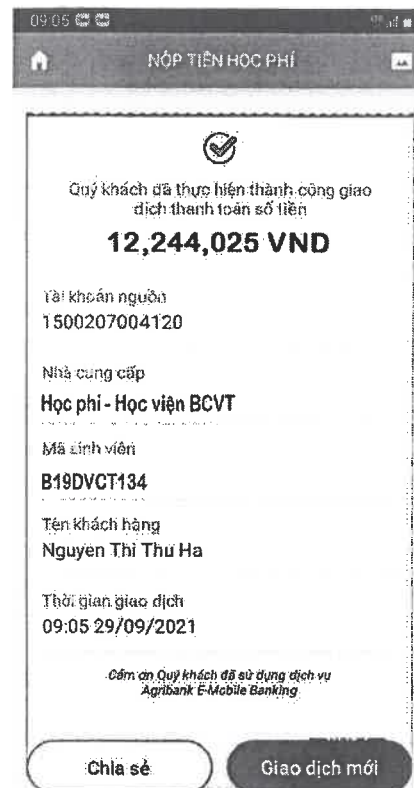 09:05
NỘP TIỀN HỌC PHÍ
Quý khách đã thực hiện thành công giao
dịch thanh toán số tiền
12,244,025 VND
Tài khoản nguồn
1500207004120
Nhà cung cấp
Học phí - Học viện BCVT
Mã sinh viên
B19DVCT134
Tên khách hàng
Nguyen Thi Thu Ha
Thời gian giao dịch
09:05 29/09/2021
Cảm ơn Quý khách đã sử dụng dịch vụ
Agribank E-Mobile Banking
Chia sẻ
Giao dịch mới